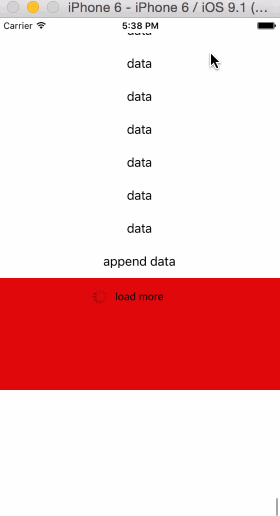 iPhone 6 - iPhone 6 / iOS 9.1 (...
Carrier 5:38 PM
data
data
data
data
data
data
data
append data
load more